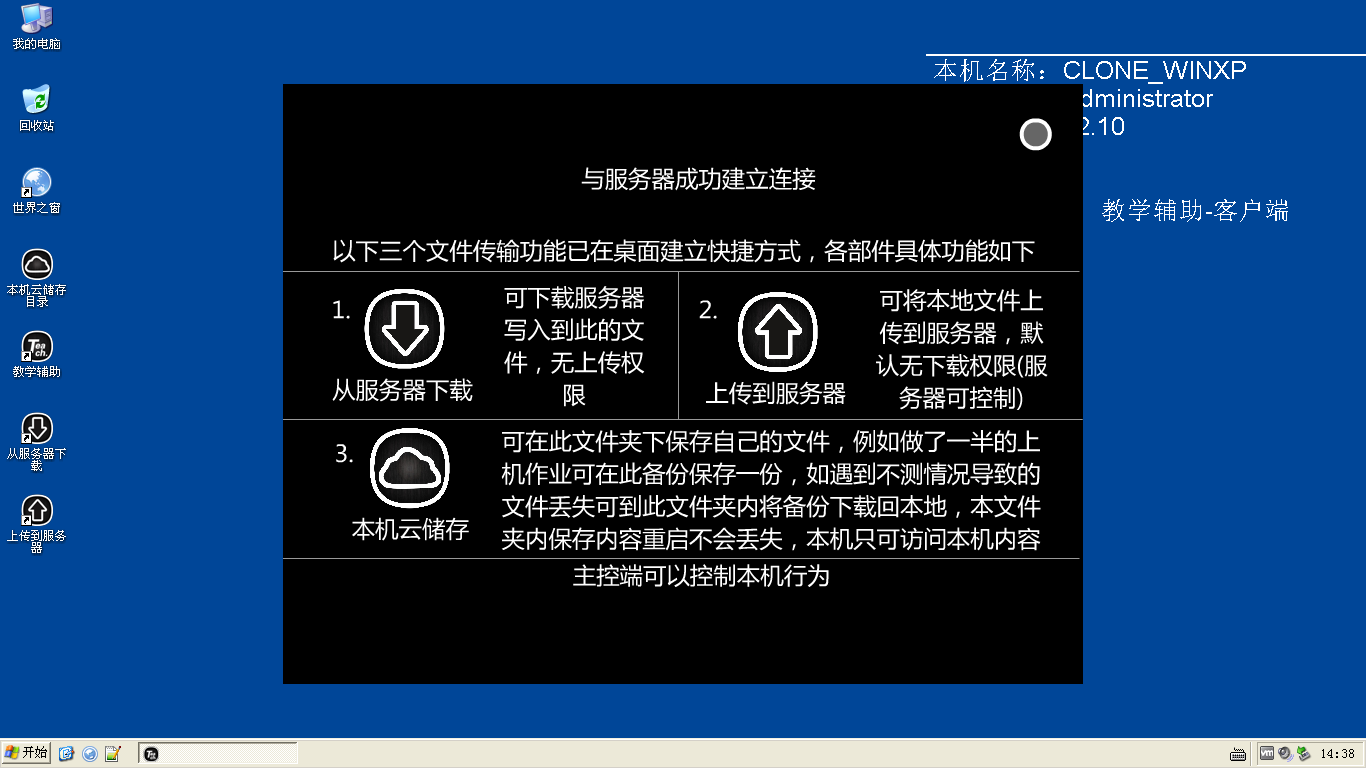 我的电脑
回收站
世界之窗
本机云储存
目录
Tea
ch.
教学辅助
从服务器下
载
上传到服务
器
本机名称：CLONE_WINXP
dministrator
2.10
教学辅助-客户端
与服务器成功建立连接
以下三个文件传输功能已在桌面建立快捷方式，各部件具体功能如下
1.
从服务器下载
可下载服务器
写入到此的文
件，无上传权
限
2.
上传到服务器
可将本地文件上
传到服务器，默
认无下载权限(服
务器可控制)
3.
本机云储存
可在此文件夹下保存自己的文件，例如做了一半的上
机作业可在此备份保存一份，如遇到不测情况导致的
文件丢失可到此文件夹内将备份下载回本地，本文件
夹内保存内容重启不会丢失，本机只可访问本机内容
主控端可以控制本机行为
开始
vm
14:38